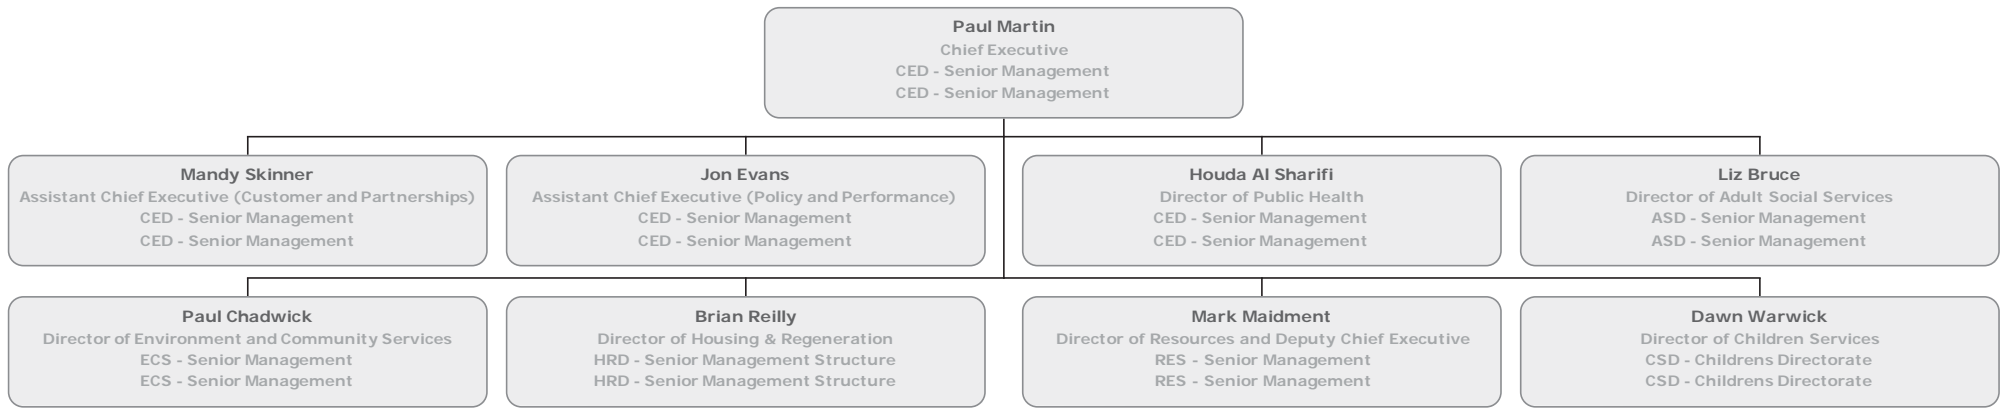 Paul Martin
Chief Executive
CED - Senior Management
CED - Senior Management
Mandy Skinner
Assistant Chief Executive (Customer and Partnerships)
CED - Senior Management
CED - Senior Management
Jon Evans
Assistant Chief Executive (Policy and Performance)
CED - Senior Management
CED - Senior Management
Houda Al Sharifi
Director of Public Health
CED - Senior Management
CED - Senior Management
Liz Bruce
Director of Adult Social Services
ASD - Senior Management
ASD - Senior Management
Paul Chadwick
Director of Environment and Community Services
ECS - Senior Management
ECS - Senior Management
Brian Reilly
Director of Housing & Regeneration
HRD - Senior Management Structure
HRD - Senior Management Structure
Mark Maidment
Director of Resources and Deputy Chief Executive
RES - Senior Management
RES - Senior Management
Dawn Warwick
Director of Children Services
CSD - Childrens Directorate
CSD - Childrens Directorate